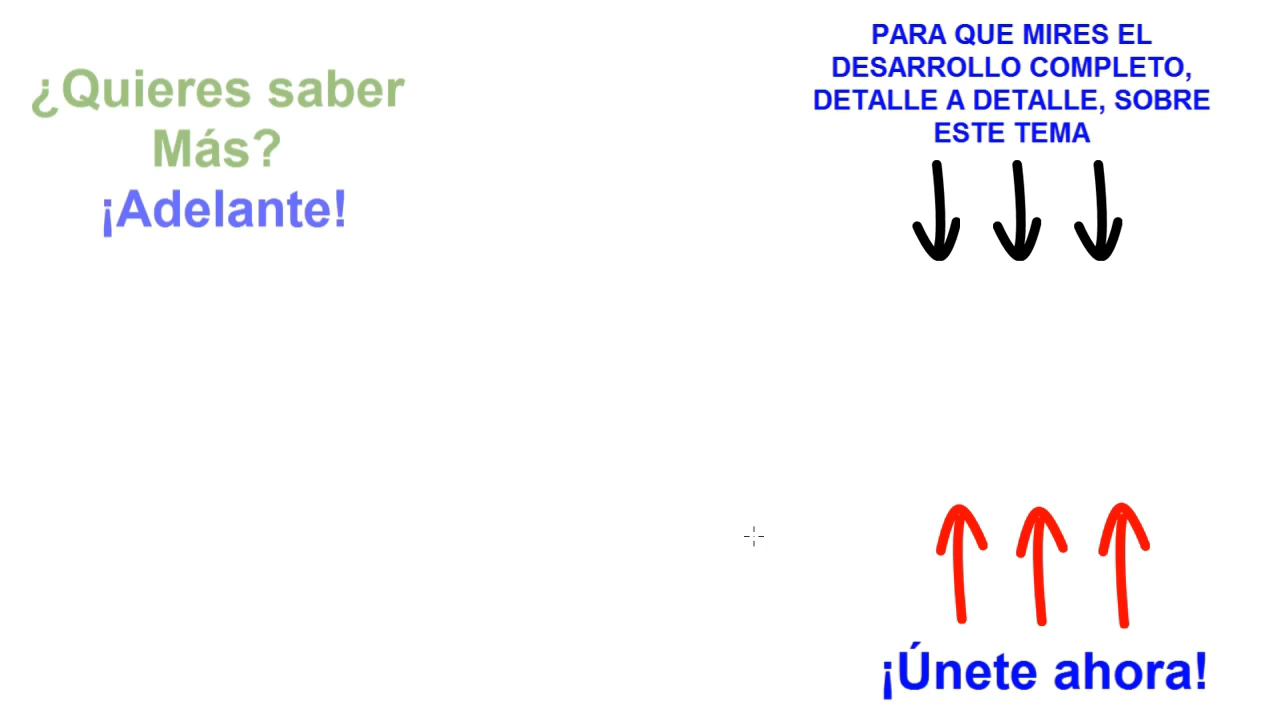 ¿Quieres saber
Más?
¡Adelante!
PARA QUE MIRES EL
DESARROLLO COMPLETO,
DETALLE A DETALLE, SOBRE
ESTE TEMA
¡Únete ahora!